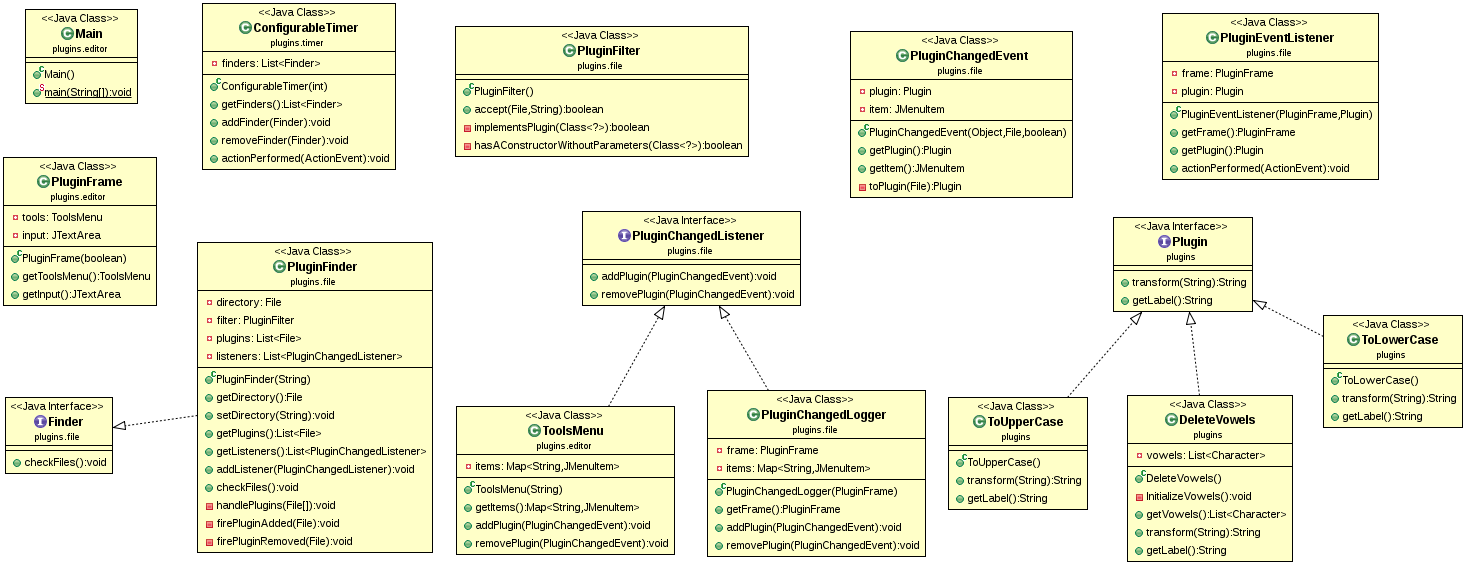 <<Java Class>>
Main
plugins.editor
Main()
main(String[]):void
<<Java Class>>
ConfigurableTimer
plugins.timer
finders: List<Finder>
ConfigurableTimer(int)
getFinders():List<Finder>
addFinder(Finder):void
removeFinder(Finder):void
actionPerformed(ActionEvent):void
<<Java Class>>
PluginFilter
plugins.file
PluginFilter()
accept(File,String):boolean
implementsPlugin(Class<?>):boolean
hasAConstructorWithoutParameters(Class<?>):boolean
<<Java Class>>
PluginChangedEvent
plugins.file
plugin: Plugin
item: JMenuItem
PluginChangedEvent(Object,File,boolean)
getPlugin():Plugin
getItem():JMenuItem
toPlugin(File):Plugin
<<Java Class>>
PluginEventListener
plugins.file
frame: PluginFrame
plugin: Plugin
PluginEventListener(PluginFrame,Plugin)
getFrame():PluginFrame
getPlugin():Plugin
actionPerformed(ActionEvent):void
<<Java Class>>
PluginFrame
plugins.editor
tools: ToolsMenu
input: JTextArea
PluginFrame(boolean)
getToolsMenu():ToolsMenu
getInput():JTextArea
<<Java Class>>
PluginFinder
plugins.file
directory: File
filter: PluginFilter
plugins: List<File>
listeners: List<PluginChangedListener>
PluginFinder(String)
getDirectory():File
setDirectory(String):void
getPlugins():List<File>
getListeners():List<PluginChangedListener>
addListener(PluginChangedListener):void
checkFiles():void
handlePlugins(File[]):void
firePluginAdded(File):void
firePluginRemoved(File):void
<<Java Interface>>
PluginChangedListener
plugins.file
addPlugin(PluginChangedEvent):void
removePlugin(PluginChangedEvent):void
<<Java Interface>>
Plugin
plugins
transform(String):String
getLabel():String
<<Java Class>>
ToLowerCase
plugins
ToLowerCase()
transform(String):String
getLabel():String
<<Java Interface>>
Finder
plugins.file
checkFiles():void
<<Java Class>>
ToolsMenu
plugins.editor
items: Map<String,JMenuItem>
ToolsMenu(String)
getItems():Map<String,JMenuItem>
addPlugin(PluginChangedEvent):void
removePlugin(PluginChangedEvent):void
<<Java Class>>
PluginChangedLogger
plugins.file
frame: PluginFrame
items: Map<String,JMenuItem>
PluginChangedLogger(PluginFrame)
getFrame():PluginFrame
addPlugin(PluginChangedEvent):void
removePlugin(PluginChangedEvent):void
<<Java Class>>
ToUpperCase
plugins
ToUpperCase()
transform(String):String
getLabel():String
<<Java Class>>
DeleteVowels
plugins
vowels: List<Character>
DeleteVowels()
InitializeVowels():void
getVowels():List<Character>
transform(String):String
getLabel():String